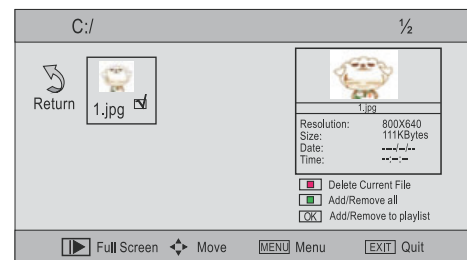 C:/ ½
Return
1.jpg
1.jpg
Resolution: 800X640
Size: 111KBytes
Date: ----/--/--
Time: --:--:--
Delete Current File
Add/Remove all
OK Add/Remove to playlist
Full Screen Move MENU Menu EXIT Quit